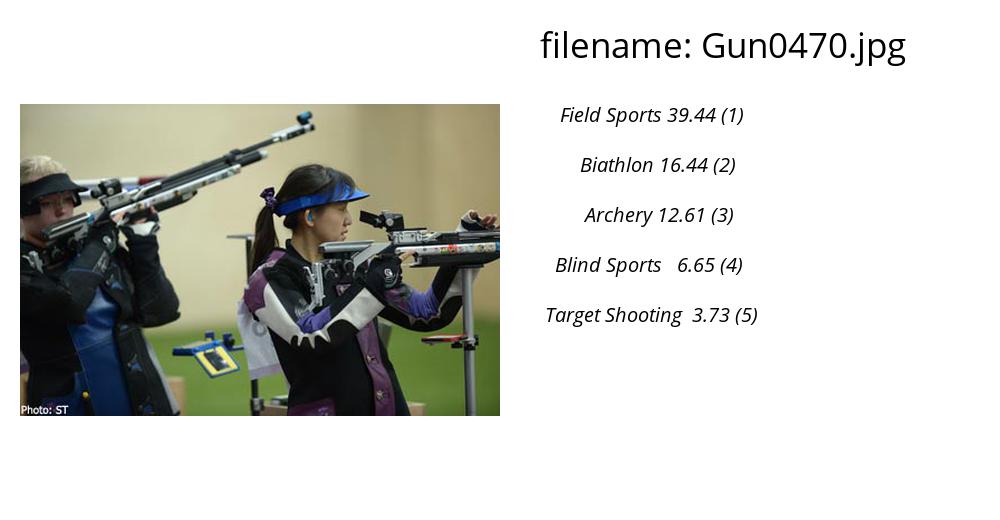 filename: Gun0470.jpg
Field Sports 39.44 (1)
Biathlon 16.44 (2)
Archery 12.61 (3)
Blind Sports 6.65 (4)
Target Shooting 3.73 (5)
Photo: ST